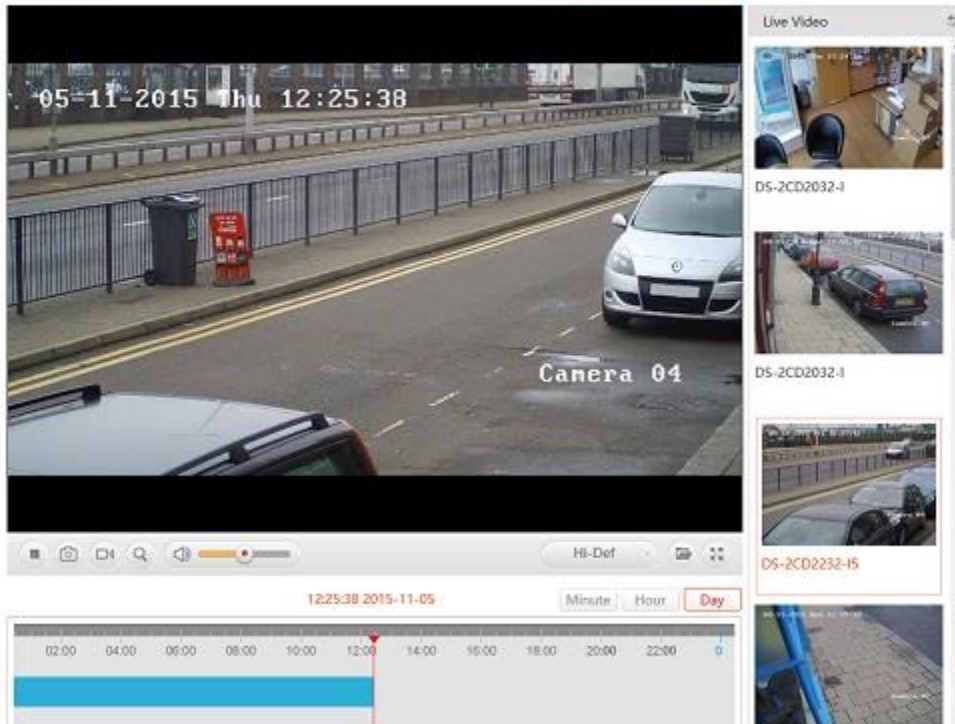 Live Video
05-11-2015 Thu 12:25:38
DS-2CD2032-I
Camera 04
DS-2CD2032-I
Hi-Def
DS-2CD2232-I5
12:25:38 2015-11-05
Minute Hour Day
02:00 04:00 06:00 08:00 10:00 12:00 14:00 16:00 18:00 20:00 22:00 0